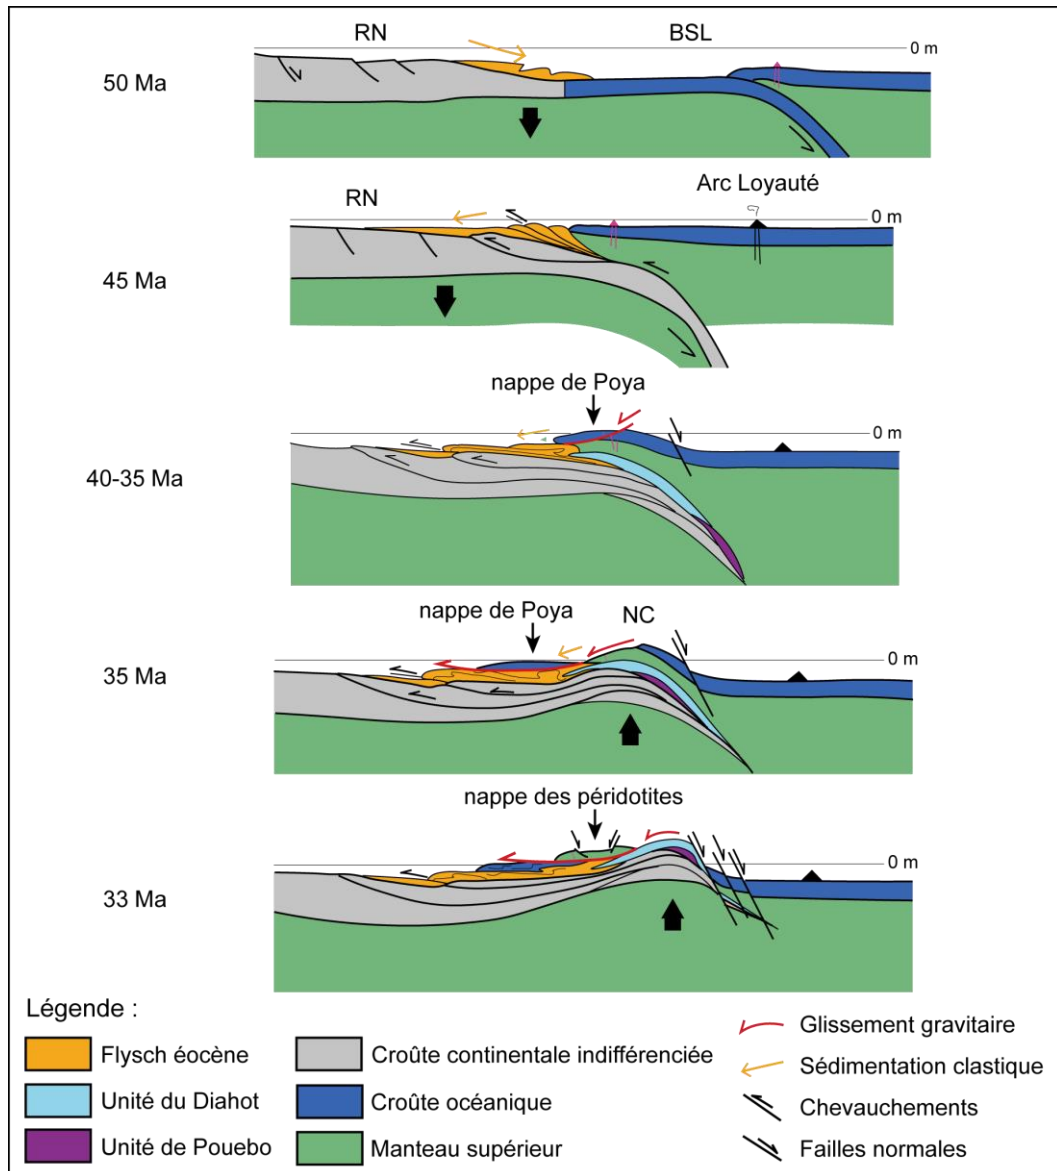 RN
BSL
0 m
50 Ma
Arc Loyauté
RN
0 m
45 Ma
nappe de Poya
0 m
40-35 Ma
nappe de Poya
NC
0 m
35 Ma
nappe des péridotites
0 m
33 Ma
Légende :
Flysch éocène
Unité du Diahot
Unité de Pouebo
Croûte continentale indifférenciée
Croûte océanique
Manteau supérieur
Glissement gravitaire
Sédimentation clastique
Chevauchements
Failles normales